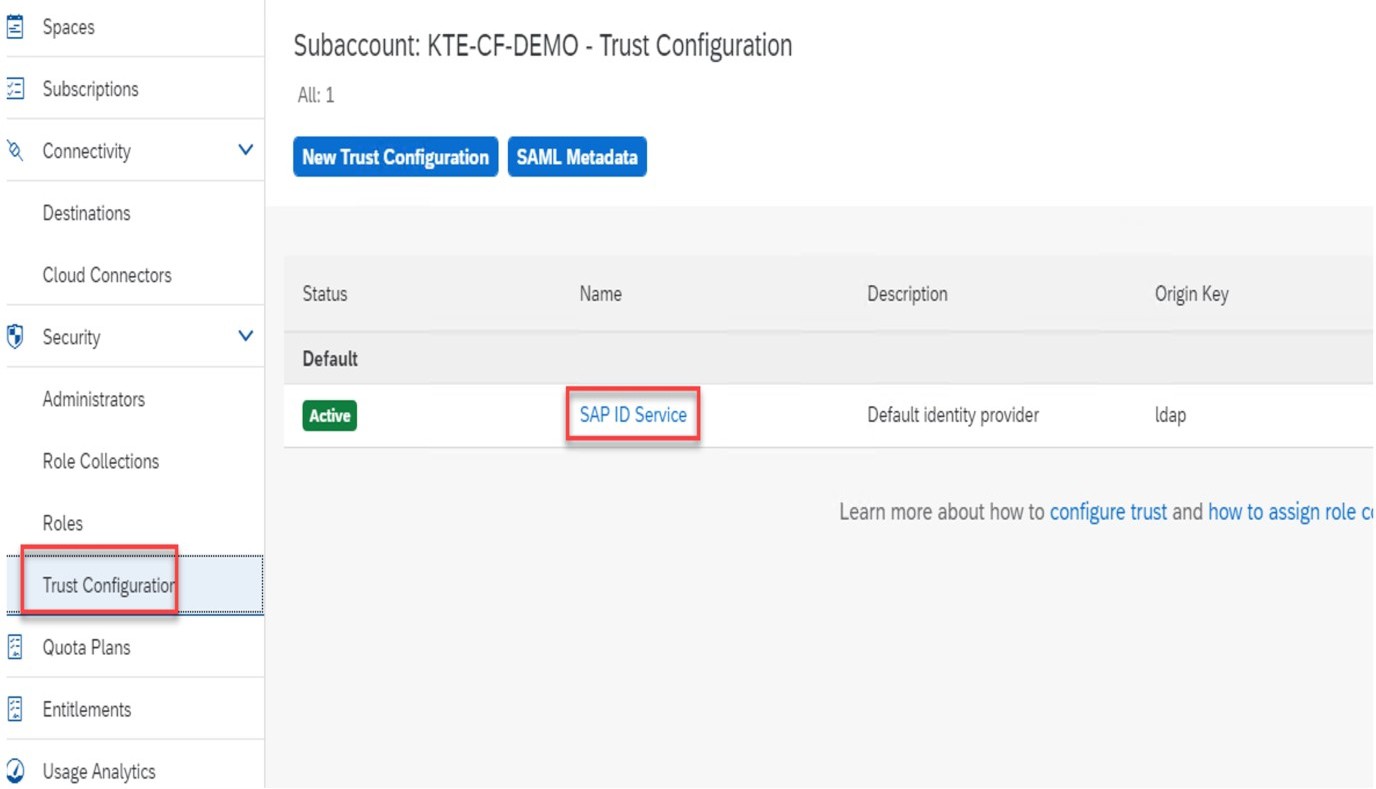 Spaces
Subscriptions
Connectivity
Destinations
Cloud Connectors
Security
Administrators
Role Collections
Roles
Trust Configuration
Quota Plans
Entitlements
Usage Analytics
Subaccount: KTE-CF-DEMO - Trust Configuration
All: 1
New Trust Configuration SAML Metadata
Status Name Description Origin Key
Default
Active SAP ID Service Default identity provider ldap
Learn more about how to configure trust and how to assign role